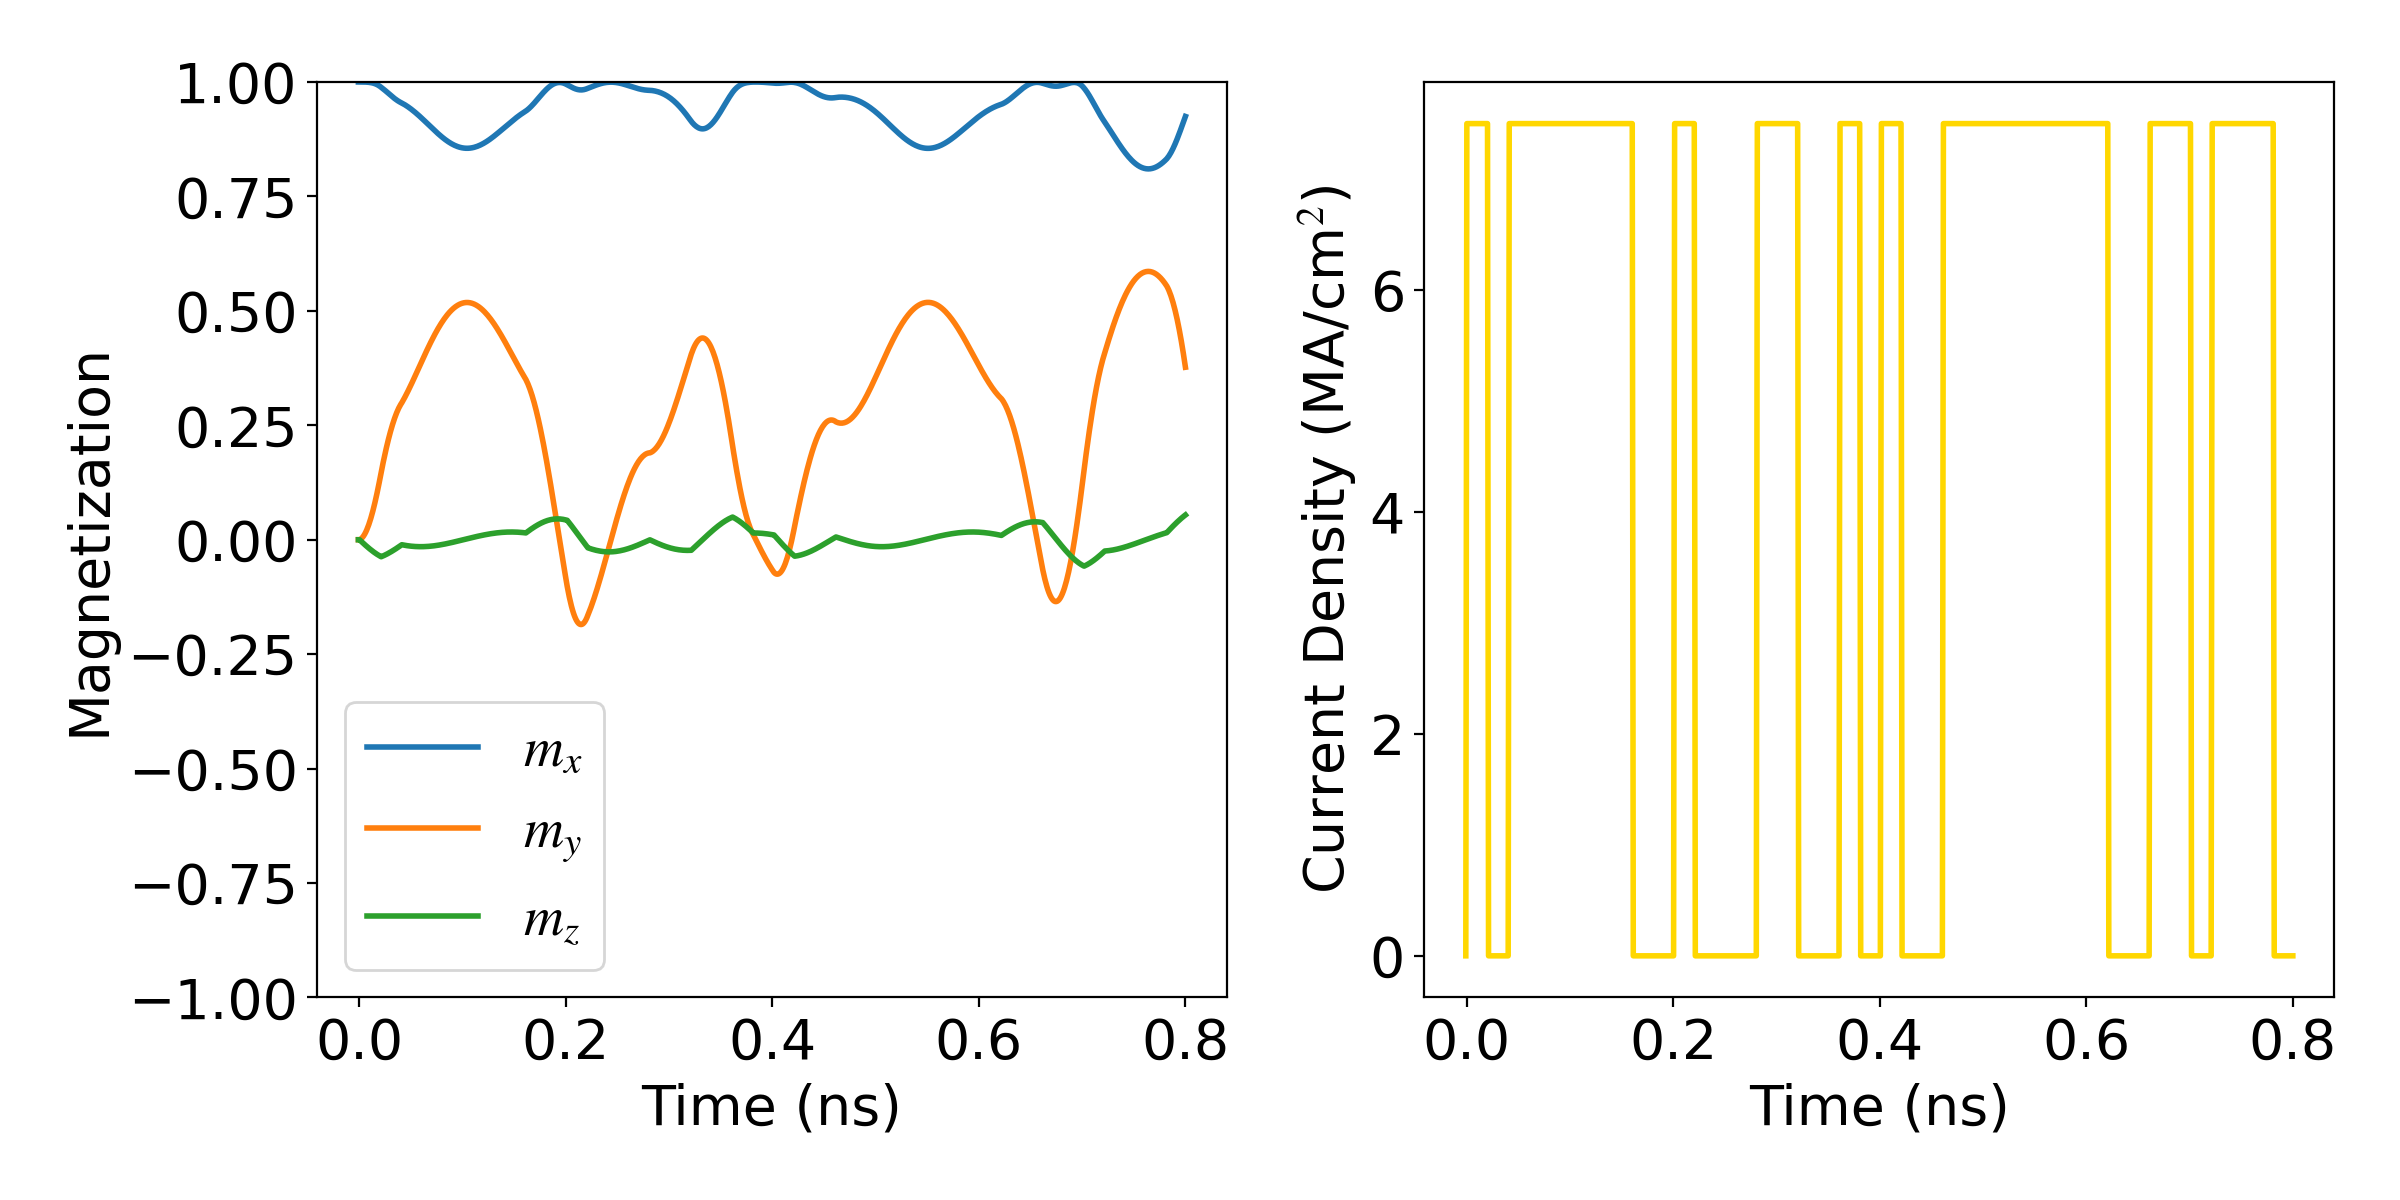 Magnetization
1.00
0.75
0.50
0.25
0.00
−0.25
−0.50
−0.75
−1.00
0.0 0.2 0.4 0.6 0.8
Time (ns)
m_x
m_y
m_z
Current Density (MA/cm²)
6
4
2
0
0.0 0.2 0.4 0.6 0.8
Time (ns)